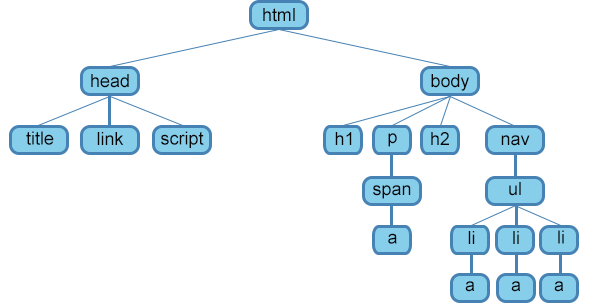 html
head body
title link script h1 p h2 nav
span ul
a li li li
a a a